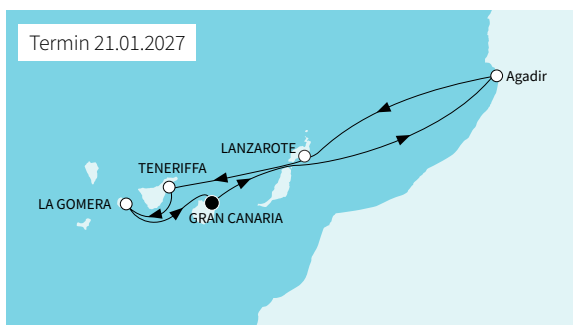 Termin 21.01.2027
Agadir
LANZAROTE
TENERIFFA
LA GOMERA
GRAN CANARIA